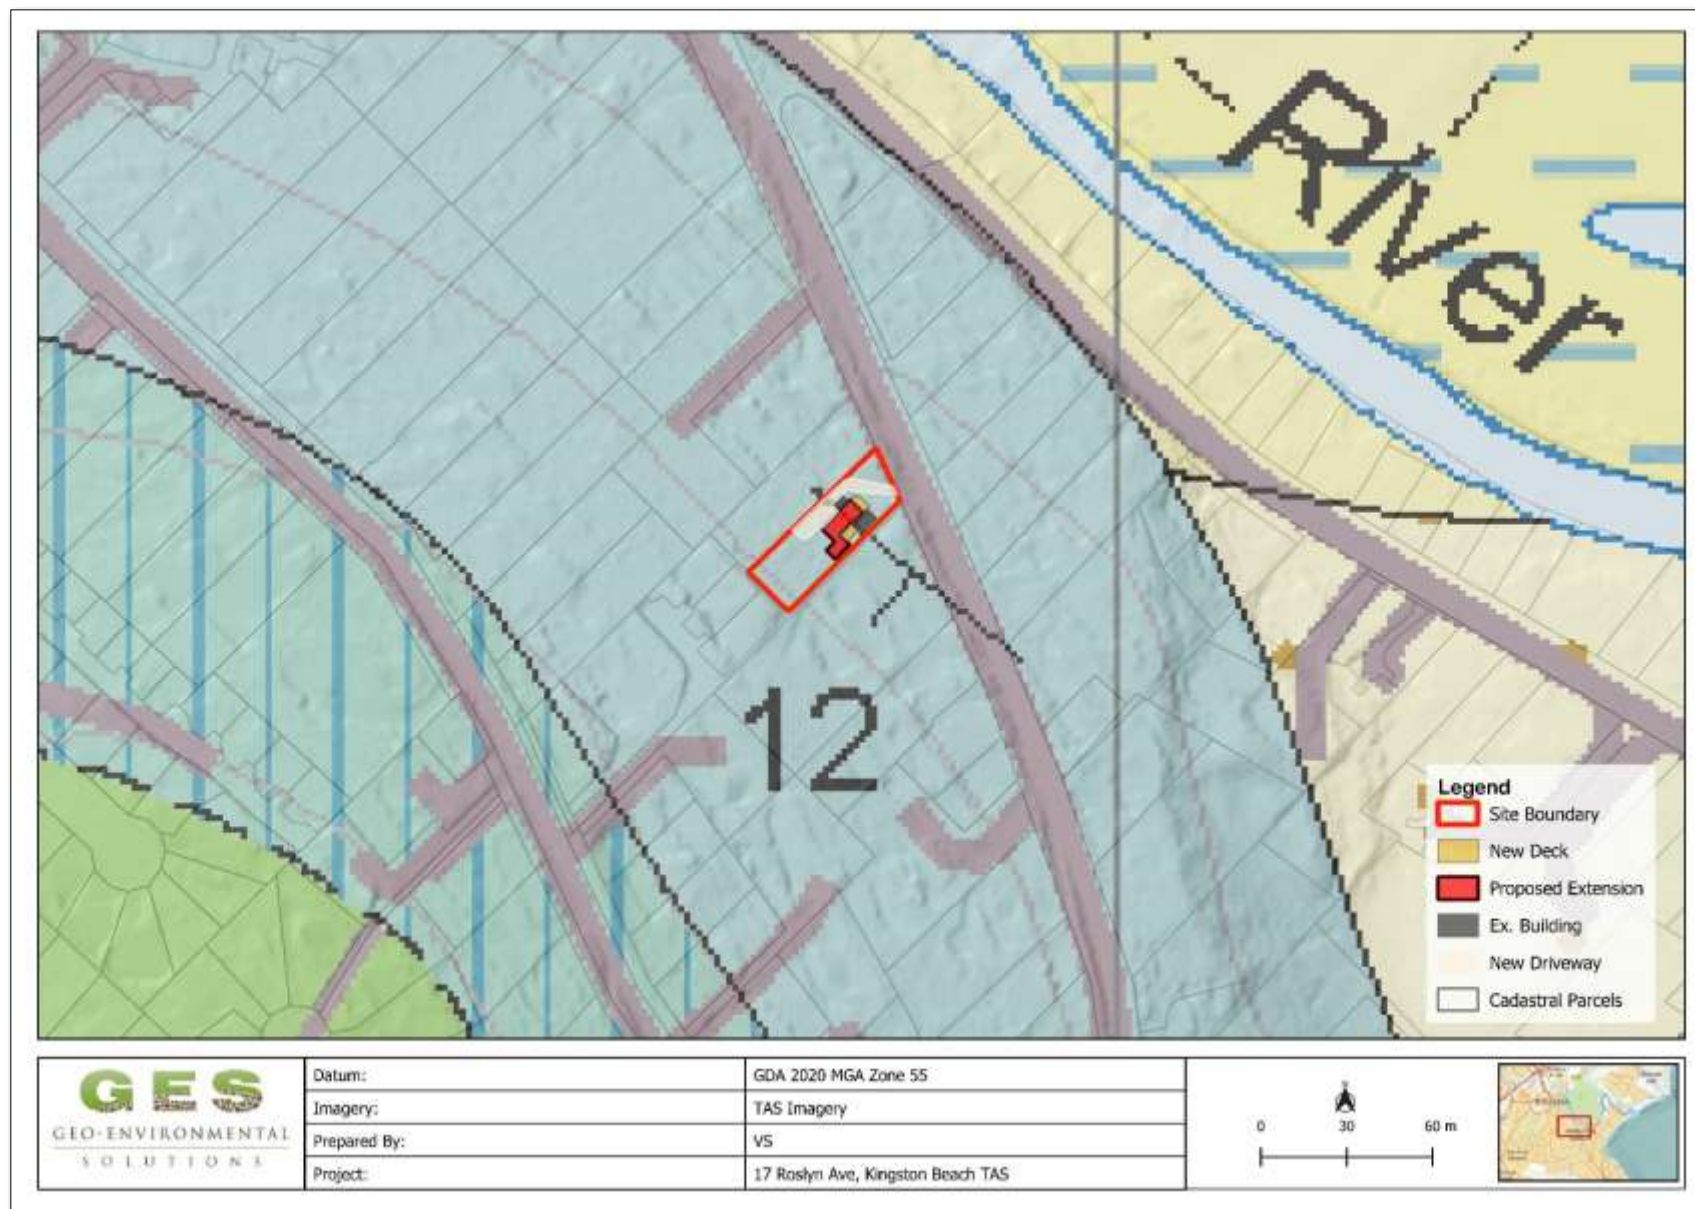 River
12
Legend
Site Boundary
New Deck
Proposed Extension
Ex. Building
New Driveway
Cadastral Parcels
GES
GEO-ENVIRONMENTAL
SOLUTIONS
Datum: GDA 2020 MGA Zone 55
Imagery: TAS Imagery
Prepared By: VS
Project: 17 Roslyn Ave, Kingston Beach TAS
0 30 60 m